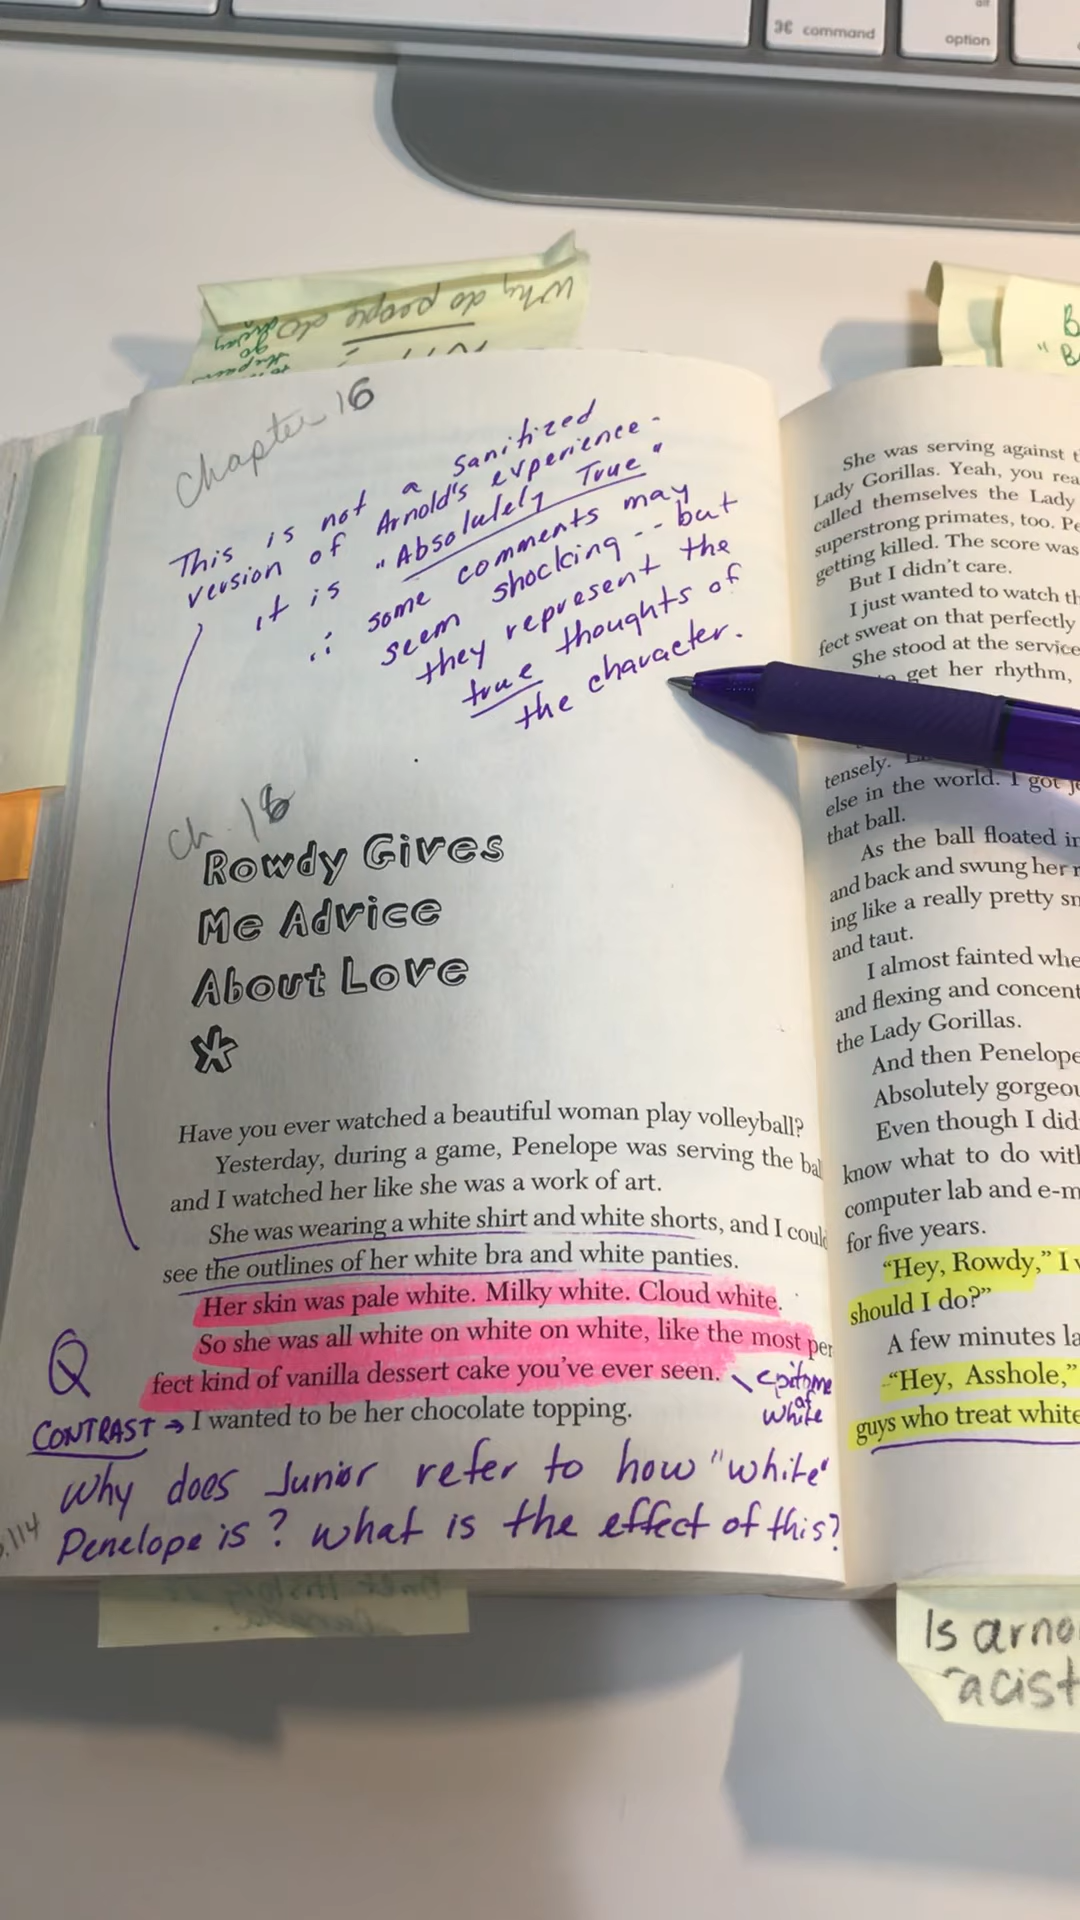 ⌘ command
alt
option
why do people do
Chapter 16
This is not a sanitized
version of Arnold's experience.
it is "Absolutely True"
∴ some comments may
seem shocking -- but
they represent the
true thoughts of
the character.
Ch. 16
Rowdy Gives
Me Advice
About Love
*
Have you ever watched a beautiful woman play volleyball?
Yesterday, during a game, Penelope was serving the bal
and I watched her like she was a work of art.
She was wearing a white shirt and white shorts, and I coul
see the outlines of her white bra and white panties.
Her skin was pale white. Milky white. Cloud white.
So she was all white on white on white, like the most per
fect kind of vanilla dessert cake you've ever seen.
epitome
of
white
Q
CONTRAST → I wanted to be her chocolate topping.
Why does Junior refer to how "white"
Penelope is? What is the effect of this?
p.114
B
"B
She was serving against t
Lady Gorillas. Yeah, you rea
called themselves the Lady
superstrong primates, too. Pe
getting killed. The score was
But I didn't care.
I just wanted to watch th
fect sweat on that perfectly
She stood at the service
get her rhythm,
tensely.
else in the world. I got je
that ball.
As the ball floated in
and back and swung her r
ing like a really pretty sn
and taut.
I almost fainted whe
and flexing and concent
the Lady Gorillas.
And then Penelope
Absolutely gorgeou
Even though I did
know what to do with
computer lab and e-m
for five years.
"Hey, Rowdy," I w
should I do?"
A few minutes la
"Hey, Asshole,"
guys who treat white
Is arno
racist